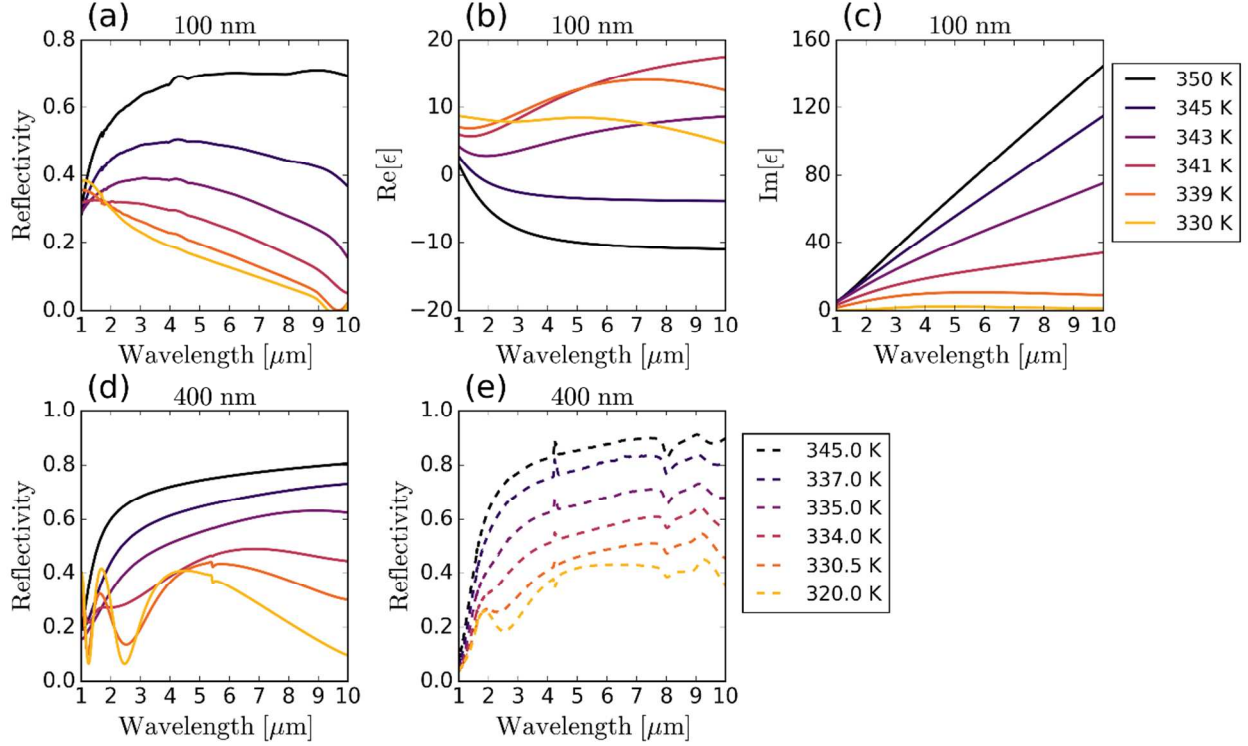 (a) 100 nm
Reflectivity
0.8
0.6
0.4
0.2
0.0
1 2 3 4 5 6 7 8 9 10
Wavelength [μm]
(b) 100 nm
Re[ϵ]
20
10
0
−10
−20
1 2 3 4 5 6 7 8 9 10
Wavelength [μm]
(c) 100 nm
Im[ϵ]
160
120
80
40
0
1 2 3 4 5 6 7 8 9 10
Wavelength [μm]
350 K
345 K
343 K
341 K
339 K
330 K
(d) 400 nm
Reflectivity
1.0
0.8
0.6
0.4
0.2
0.0
1 2 3 4 5 6 7 8 9 10
Wavelength [μm]
(e) 400 nm
Reflectivity
1.0
0.8
0.6
0.4
0.2
0.0
1 2 3 4 5 6 7 8 9 10
Wavelength [μm]
345.0 K
337.0 K
335.0 K
334.0 K
330.5 K
320.0 K